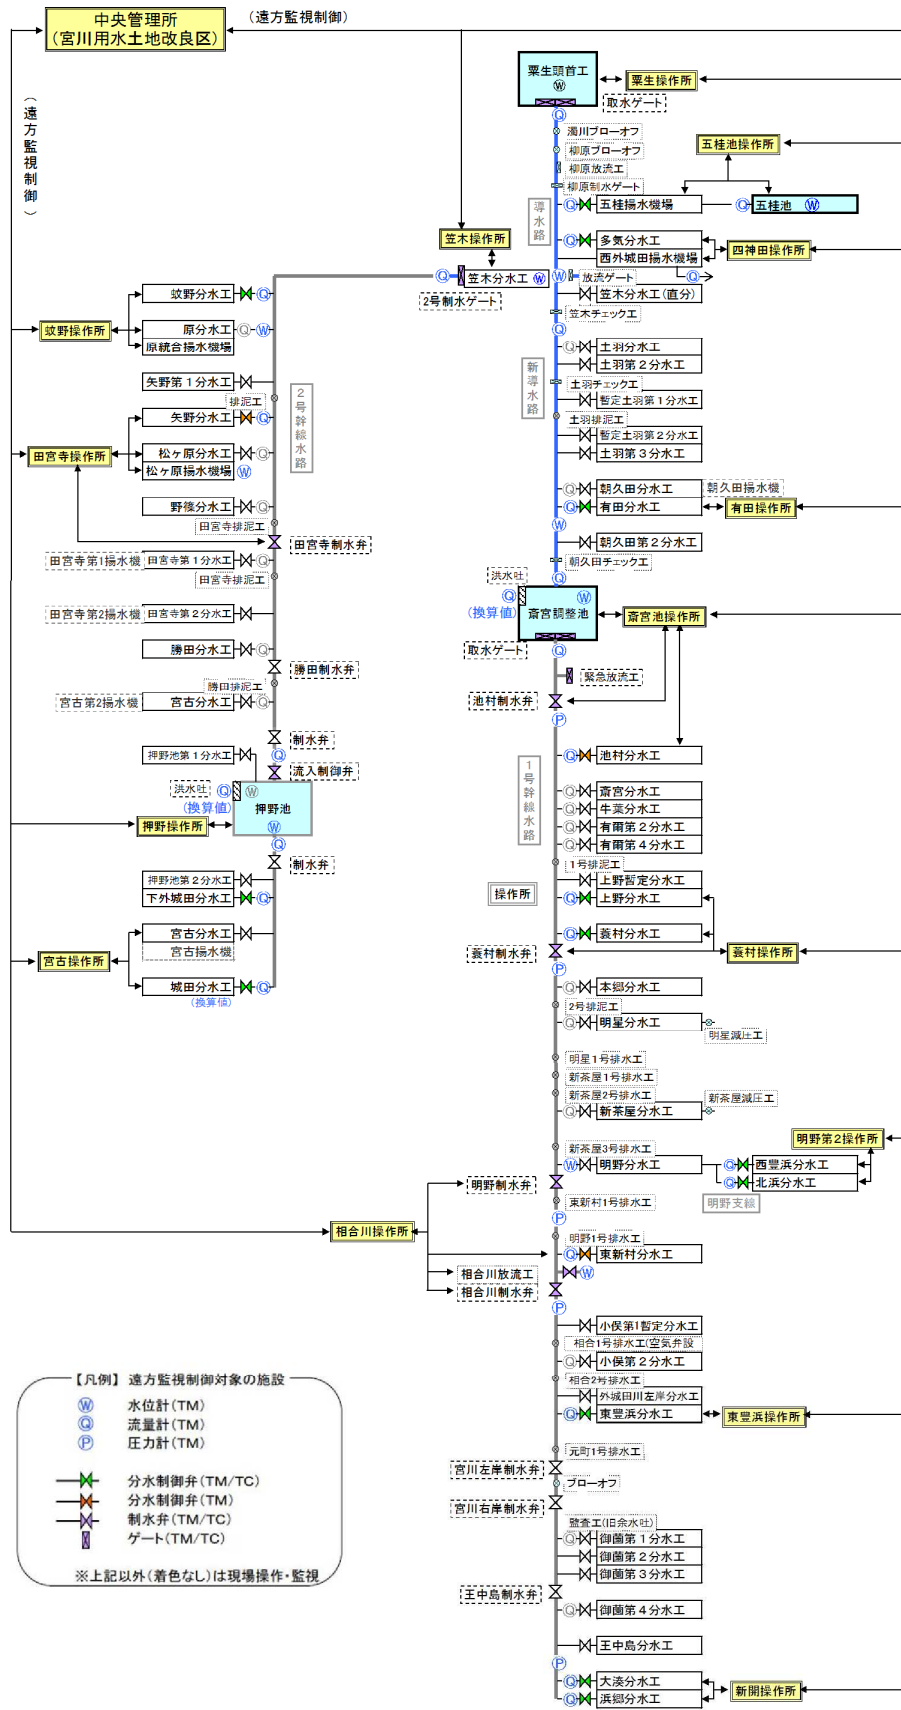 中央管理所
(宮川用水土地改良区)
(遠方監視制御)
(遠方監視制御)
粟生頭首工
W
粟生操作所
取水ゲート
Q
濁川ブローオフ
柳原ブローオフ
柳原放流工
柳原制水ゲート
五桂池操作所
Q
五桂揚水機場
Q
五桂池
W
導水路
笠木操作所
Q
多気分水工
西外城田揚水機場
四神田操作所
Q
Q
笠木分水工
W
W
放流ゲート
2号制水ゲート
笠木分水工(直分)
笠木チェック工
Q
蚊野分水工
Q
蚊野操作所
原分水工
Q
W
原統合揚水機場
矢野第1分水工
排泥工
2号幹線水路
矢野分水工
Q
田宮寺操作所
松ヶ原分水工
Q
松ヶ原揚水機場
W
野篠分水工
Q
田宮寺排泥工
田宮寺制水弁
田宮寺第1揚水機
田宮寺第1分水工
Q
田宮寺排泥工
田宮寺第2揚水機
田宮寺第2分水工
勝田分水工
Q
勝田制水弁
勝田排泥工
宮古第2揚水機
宮古分水工
Q
制水弁
押野池第1分水工
Q
流入制御弁
洪水吐
Q
W
(換算値)
押野池
押野操作所
W
Q
制水弁
押野池第2分水工
下外城田分水工
Q
宮古分水工
宮古揚水機
宮古操作所
城田分水工
Q
(換算値)
新導水路
Q
土羽分水工
土羽第2分水工
土羽チェック工
暫定土羽第1分水工
土羽排泥工
暫定土羽第2分水工
土羽第3分水工
Q
朝久田分水工
朝久田揚水機
Q
有田分水工
有田操作所
W
朝久田第2分水工
朝久田チェック工
Q
洪水吐
Q
W
(換算値)
斎宮調整池
斎宮池操作所
取水ゲート
Q
緊急放流工
池村制水弁
P
1号幹線水路
Q
池村分水工
Q
斎宮分水工
Q
牛葉分水工
Q
有爾第2分水工
Q
有爾第4分水工
1号排泥工
上野暫定分水工
操作所
Q
上野分水工
Q
蓑村分水工
蓑村制水弁
蓑村操作所
P
Q
本郷分水工
2号排泥工
Q
明星分水工
明星減圧工
明星1号排水工
新茶屋1号排水工
新茶屋2号排水工
新茶屋減圧工
Q
新茶屋分水工
明野第2操作所
新茶屋3号排水工
W
明野分水工
Q
西豊浜分水工
Q
北浜分水工
明野支線
明野制水弁
東新村1号排水工
P
相合川操作所
明野1号排水工
Q
東新村分水工
W
相合川放流工
相合川制水弁
P
小俣第1暫定分水工
相合1号排水工(空気弁設
Q
小俣第2分水工
相合2号排水工
外城田川左岸分水工
Q
東豊浜分水工
東豊浜操作所
元町1号排水工
宮川左岸制水弁
ブローオフ
宮川右岸制水弁
監査工(旧余水吐)
Q
御薗第1分水工
御薗第2分水工
御薗第3分水工
王中島制水弁
Q
御薗第4分水工
王中島分水工
P
Q
大湊分水工
Q
浜郷分水工
新開操作所
【凡例】 遠方監視制御対象の施設
W 水位計(TM)
Q 流量計(TM)
P 圧力計(TM)
分水制御弁(TM/TC)
分水制御弁(TM)
制水弁(TM/TC)
ゲート(TM/TC)
※上記以外(着色なし)は現場操作・監視